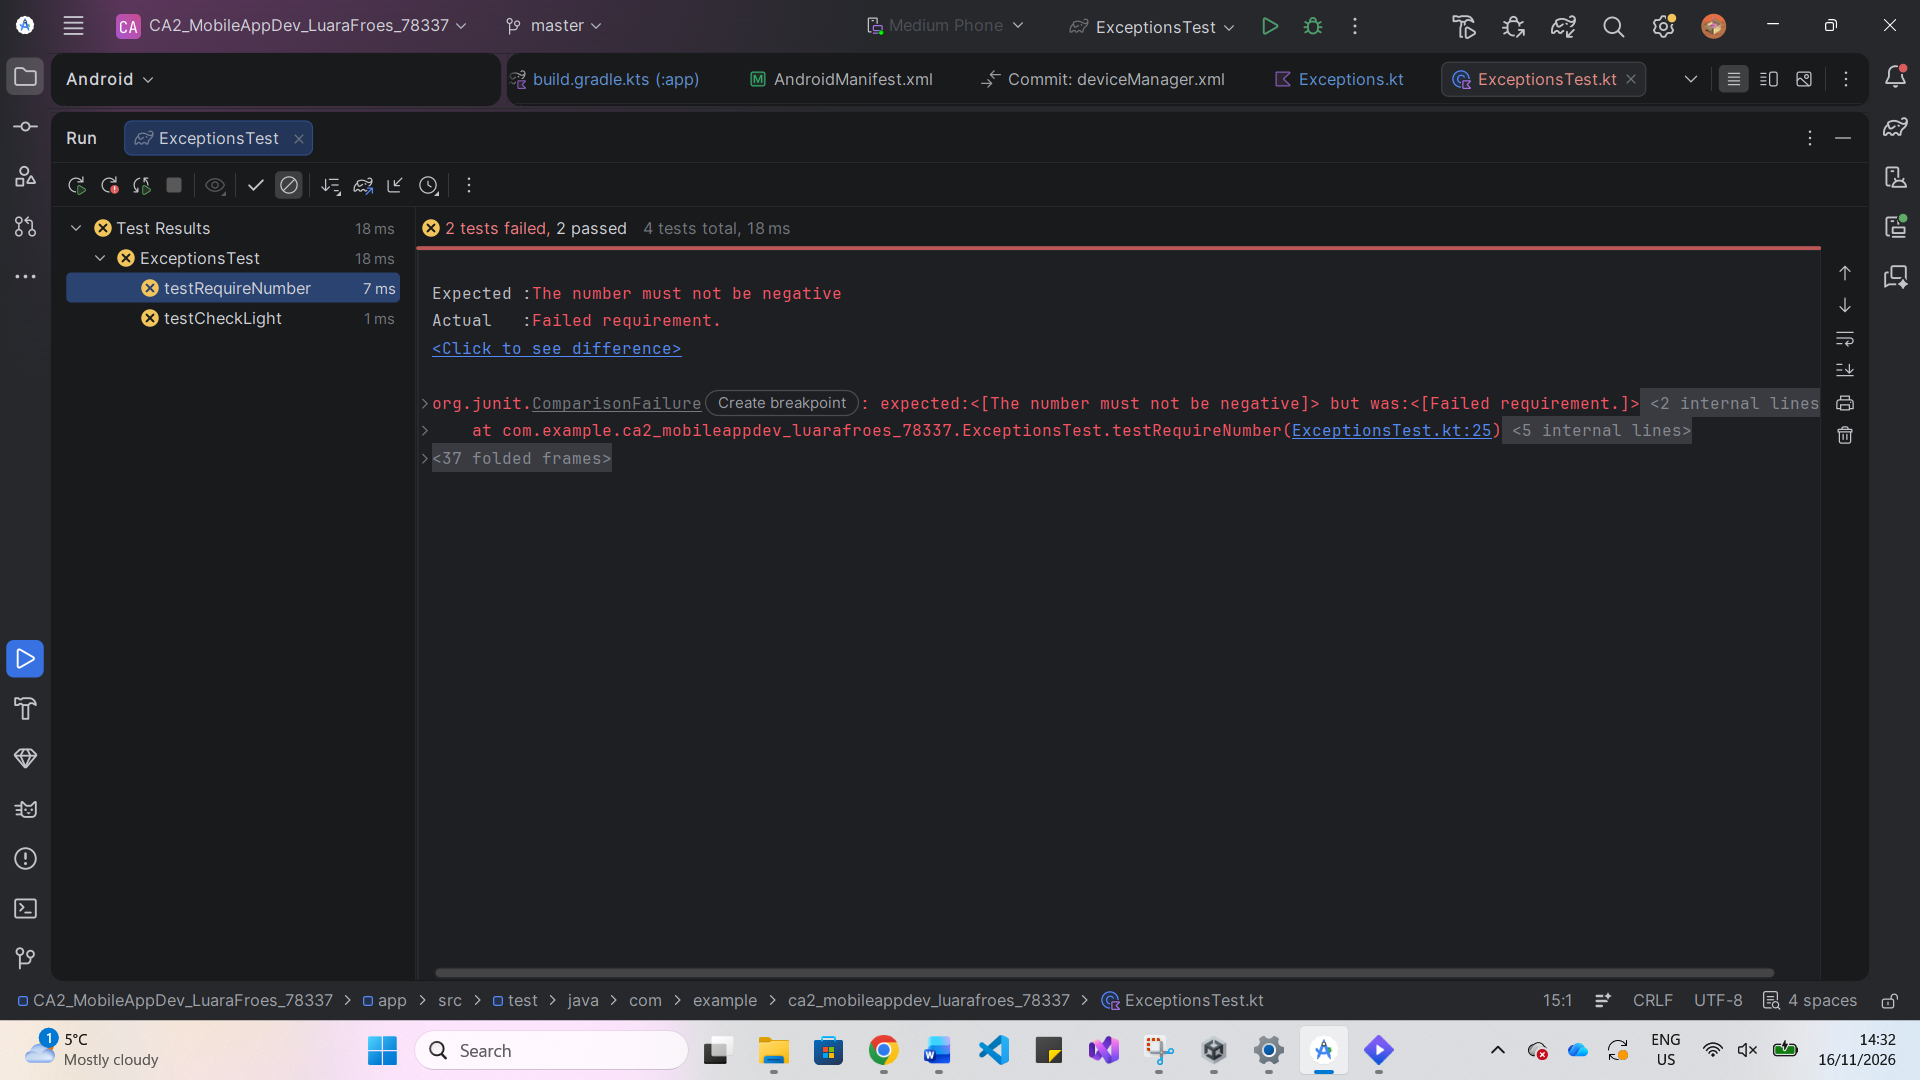 CA CA2_MobileAppDev_LuaraFroes_78337 master Medium Phone ExceptionsTest
Android build.gradle.kts (:app) AndroidManifest.xml Commit: deviceManager.xml Exceptions.kt ExceptionsTest.kt
Run ExceptionsTest
Test Results 18 ms
ExceptionsTest 18 ms
testRequireNumber 7 ms
testCheckLight 1 ms
2 tests failed, 2 passed 4 tests total, 18 ms
Expected :The number must not be negative
Actual   :Failed requirement.
<Click to see difference>
org.junit.ComparisonFailure Create breakpoint : expected:<[The number must not be negative]> but was:<[Failed requirement.]> <2 internal lines
at com.example.ca2_mobileappdev_luarafroes_78337.ExceptionsTest.testRequireNumber(ExceptionsTest.kt:25) <5 internal lines>
<37 folded frames>
CA2_MobileAppDev_LuaraFroes_78337 > app > src > test > java > com > example > ca2_mobileappdev_luarafroes_78337 > ExceptionsTest.kt 15:1 CRLF UTF-8 4 spaces
1 5°C
Mostly cloudy
Search
ENG
US
14:32
16/11/2026